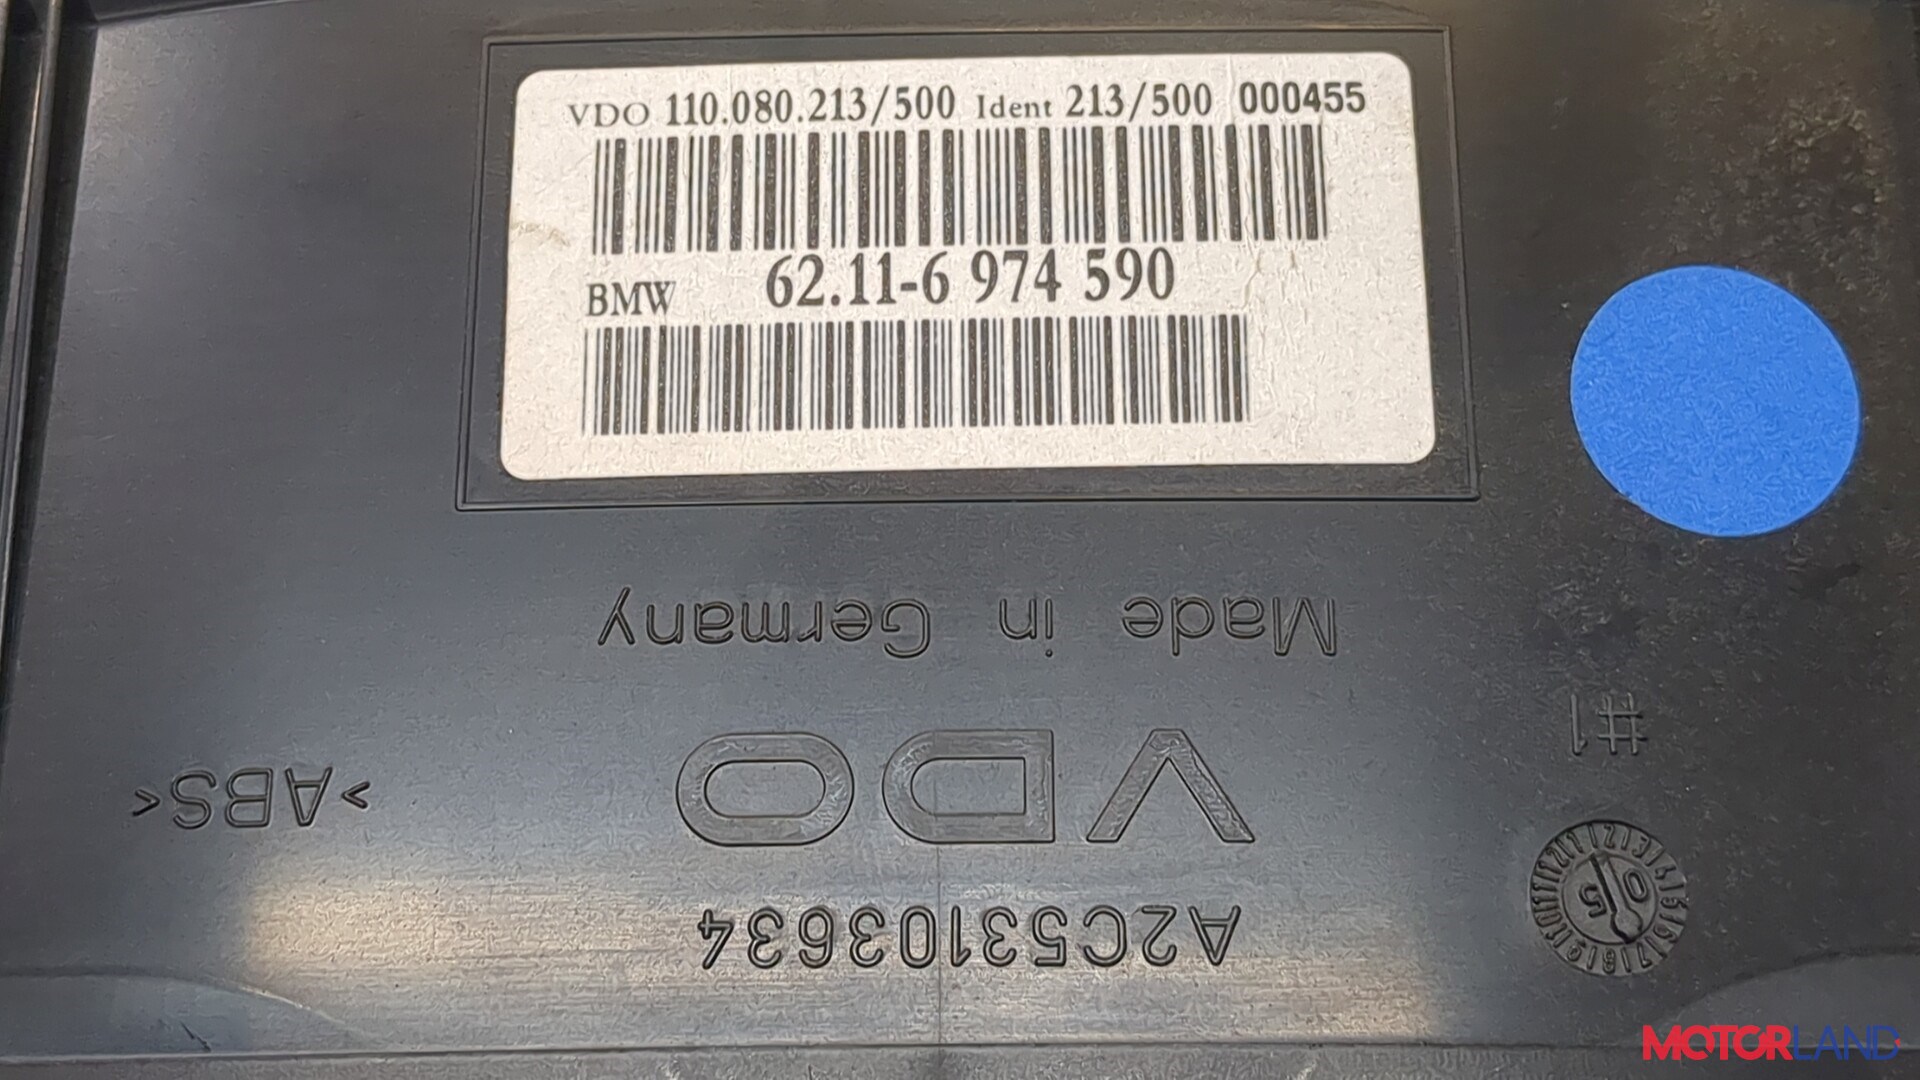 VDO 110.080.213/500 Ident 213/500 000455
BMW 62.11-6 974 590
Made in Germany
#1
VDO
>ABS<
05
A2C53103634
MOTORLAND